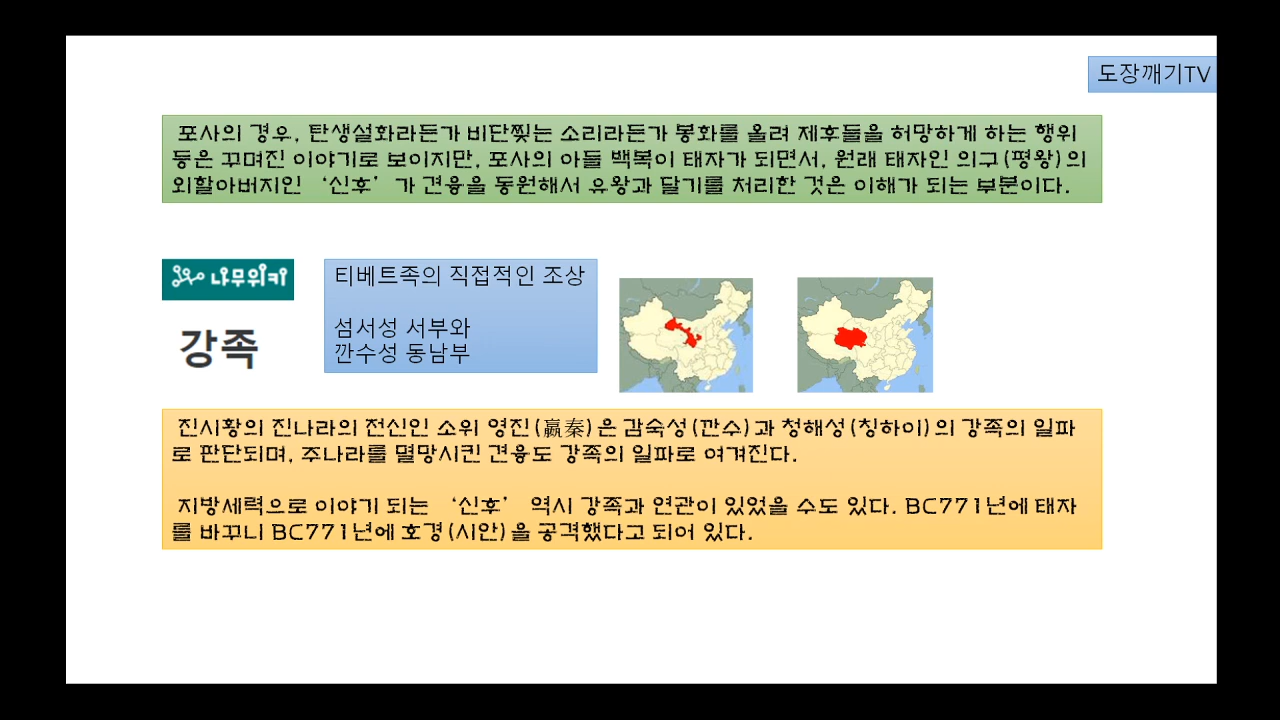 도장깨기TV
포사의 경우, 탄생설화라든가 비단찢는 소리라든가 봉화를 올려 제후들을 허망하게 하는 행위
등은 꾸며진 이야기로 보이지만, 포사의 아들 백복이 태자가 되면서, 원래 태자인 의구(평왕)의
외할아버지인 ‘신후’가 견융을 동원해서 유왕과 달기를 처리한 것은 이해가 되는 부분이다.
나무위키
강족
티베트족의 직접적인 조상
섬서성 서부와
깐수성 동남부
진시황의 진나라의 전신인 소위 영진(嬴秦)은 감숙성(깐수)과 청해성(칭하이)의 강족의 일파
로 판단되며, 주나라를 멸망시킨 견융도 강족의 일파로 여겨진다.
지방세력으로 이야기 되는 ‘신후’ 역시 강족과 연관이 있었을 수도 있다. BC771년에 태자
를 바꾸니 BC771년에 호경(시안)을 공격했다고 되어 있다.